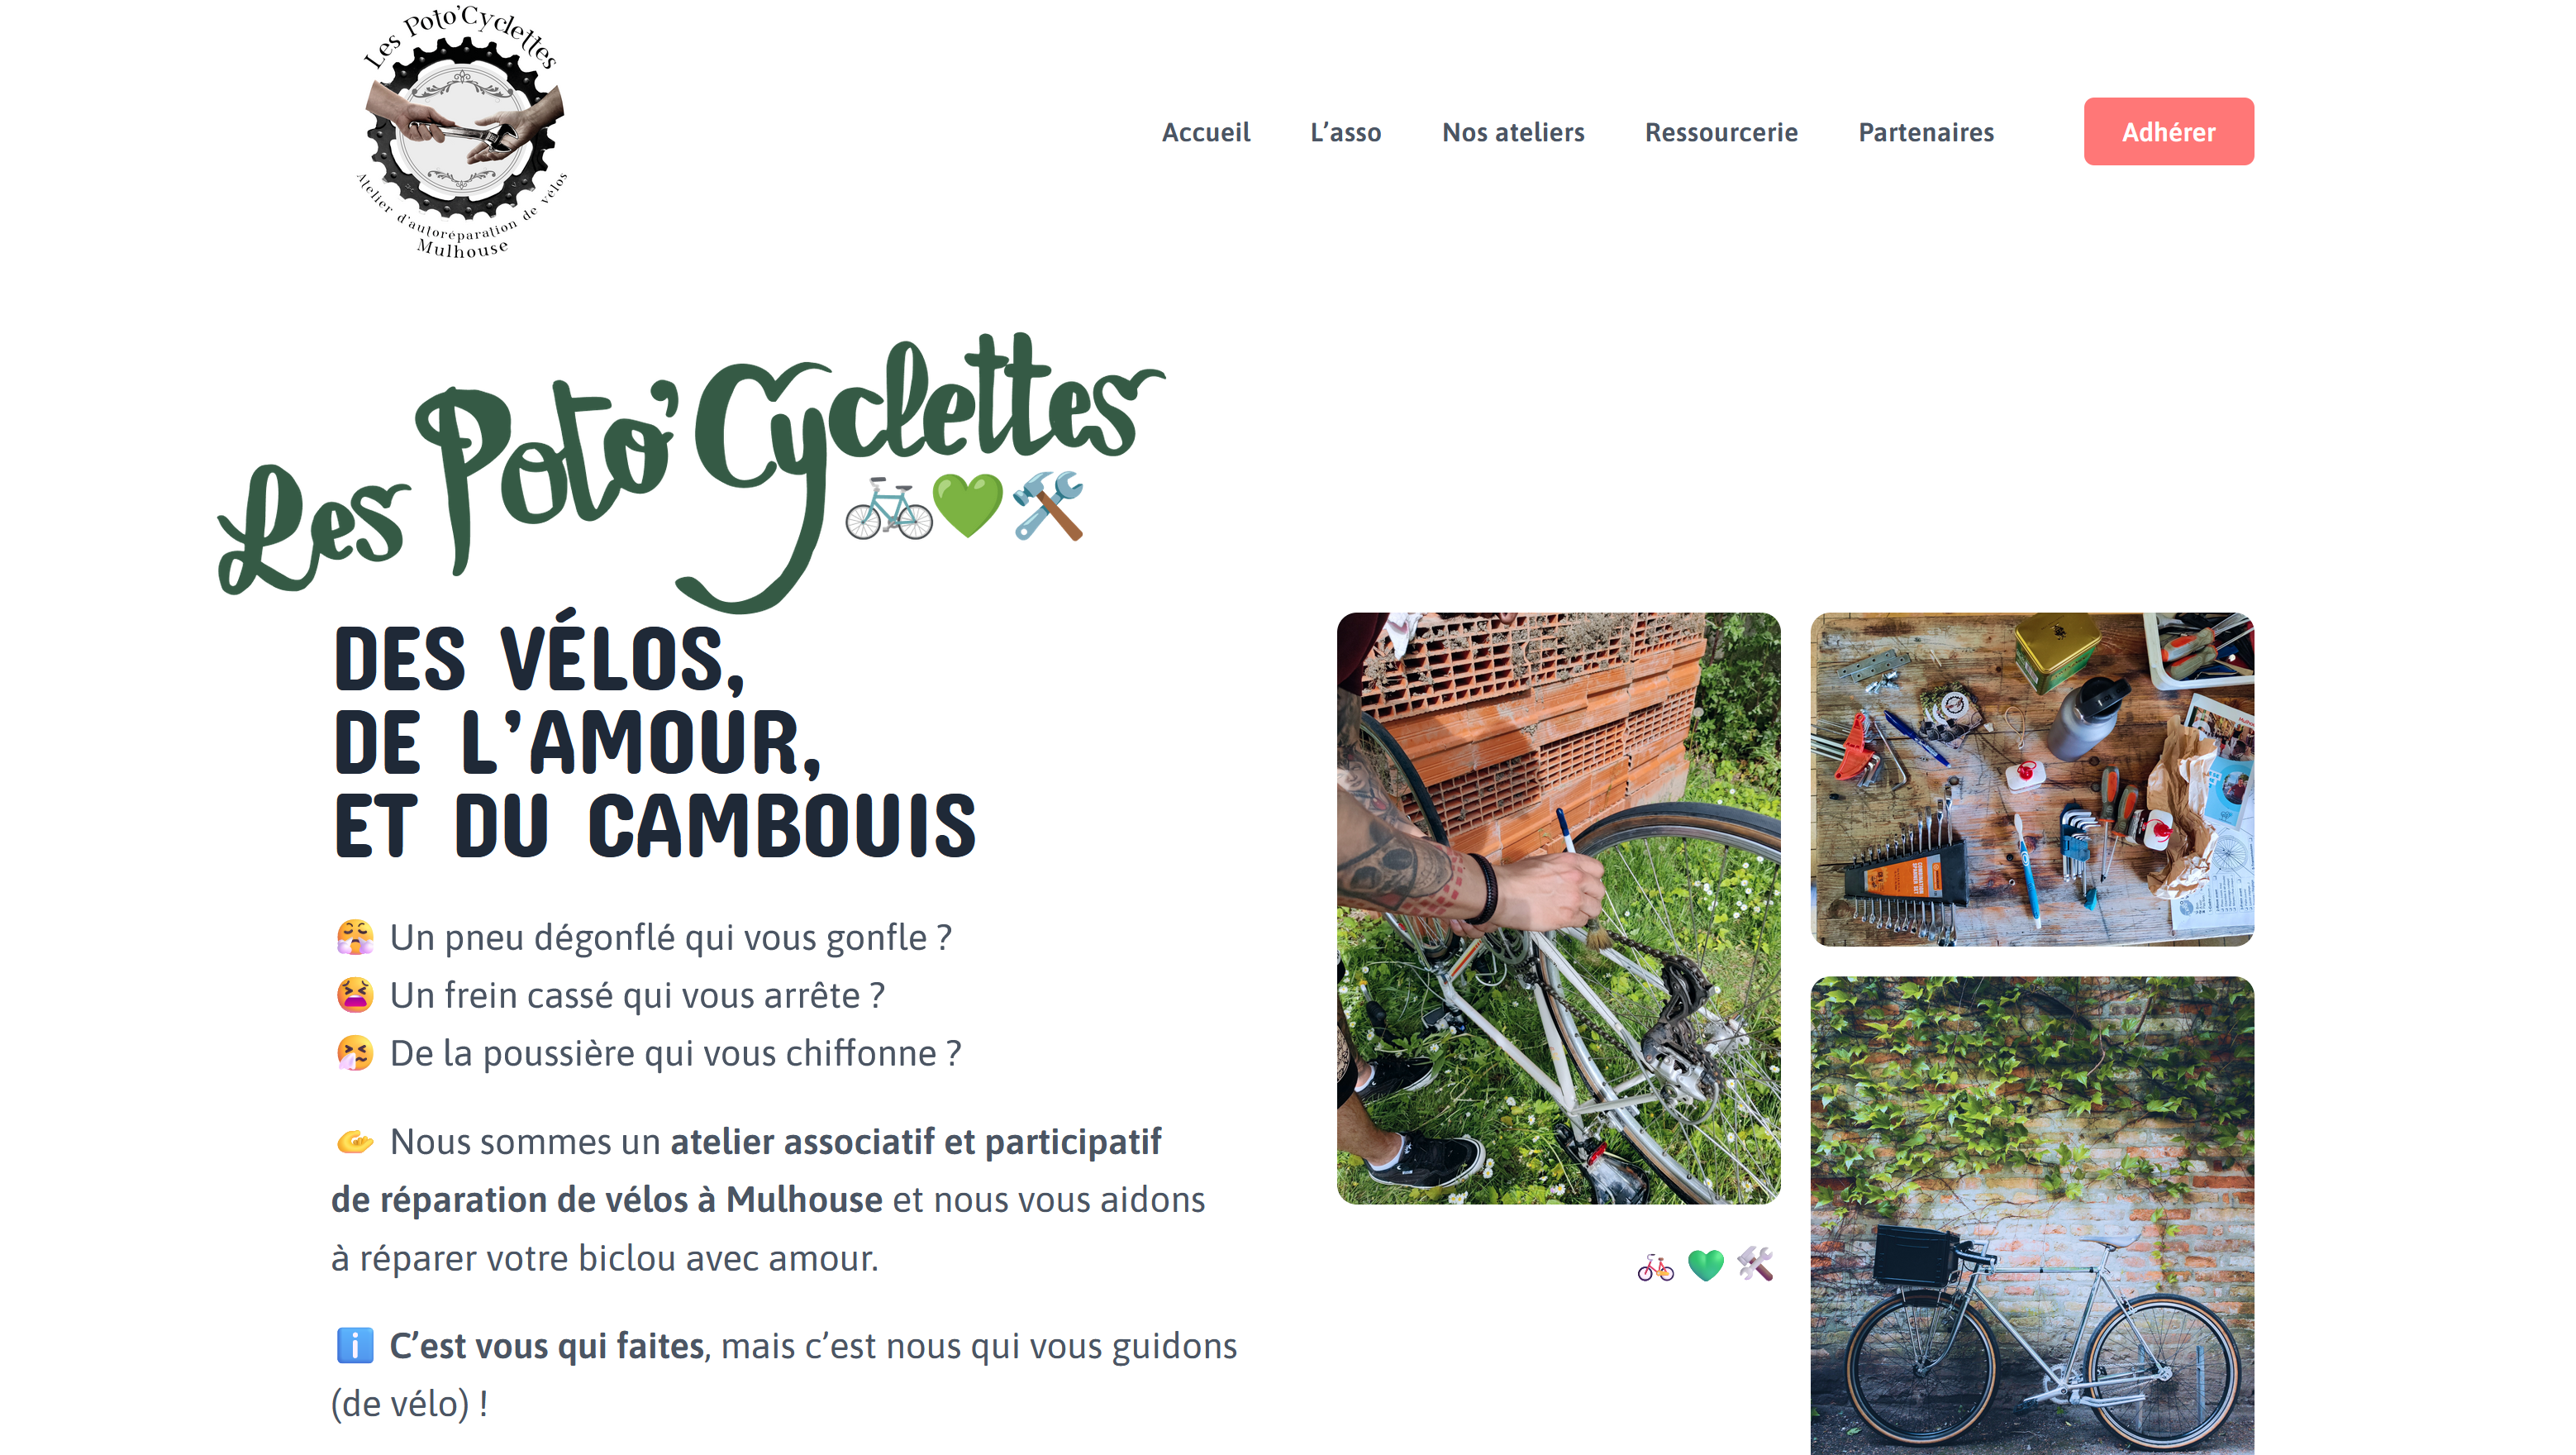 Les Poto'Cyclettes
Atelier d'autoréparation de vélos
Mulhouse
Accueil
L’asso
Nos ateliers
Ressourcerie
Partenaires
Adhérer
Les Poto'Cyclettes
DES VÉLOS,
DE L’AMOUR,
ET DU CAMBOUIS
Un pneu dégonflé qui vous gonfle ?
Un frein cassé qui vous arrête ?
De la poussière qui vous chiffonne ?
Nous sommes un atelier associatif et participatif
de réparation de vélos à Mulhouse et nous vous aidons
à réparer votre biclou avec amour.
C’est vous qui faites, mais c’est nous qui vous guidons
(de vélo) !